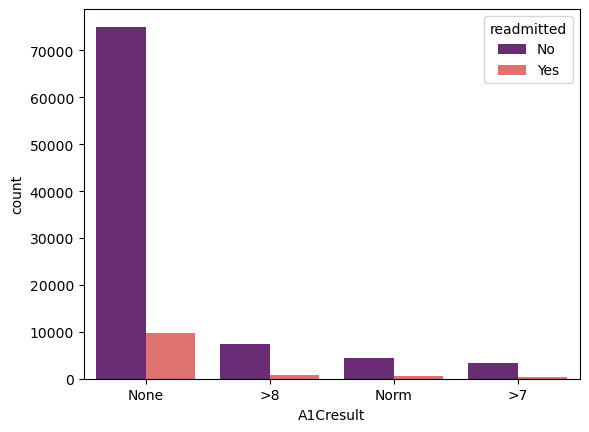 readmitted
No
Yes
70000
60000
50000
40000
30000
20000
10000
0
count
None >8 Norm >7
A1Cresult